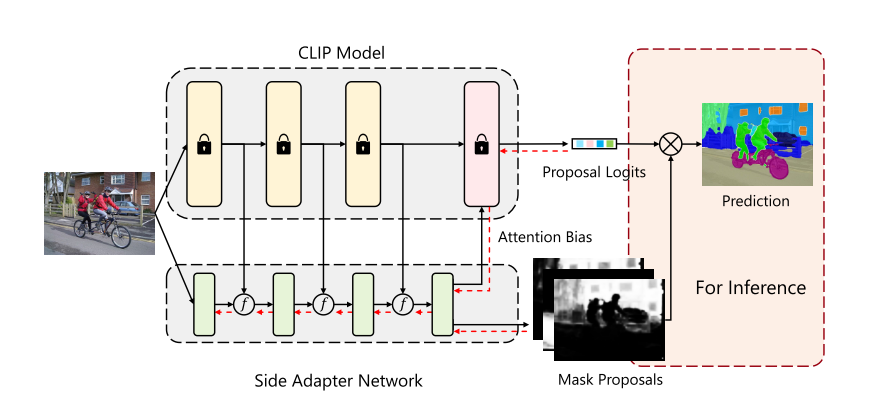 CLIP Model
Proposal Logits
Prediction
Attention Bias
f
f
f
For Inference
Mask Proposals
Side Adapter Network